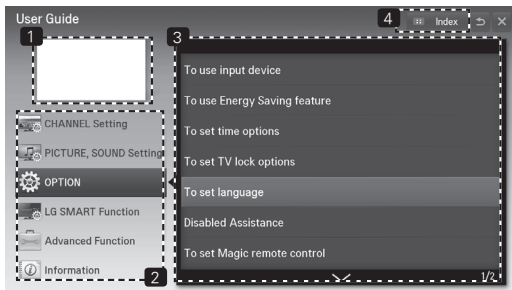 User Guide
4
Index
1
3
To use input device
To use Energy Saving feature
To set time options
To set TV lock options
To set language
Disabled Assistance
To set Magic remote control
1/2
CHANNEL Setting
PICTURE, SOUND Setting
OPTION
LG SMART Function
Advanced Function
Information
2